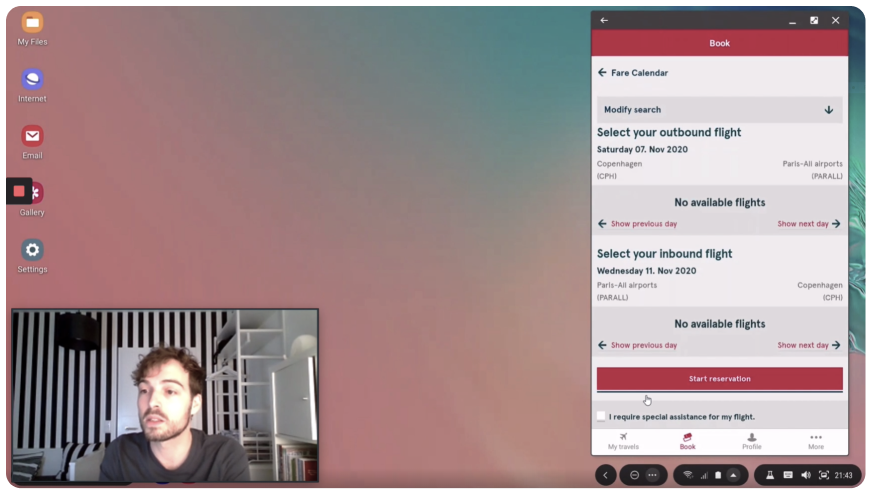 My Files
Internet
Email
Gallery
Settings
Book
Fare Calendar
Modify search
Select your outbound flight
Saturday 07. Nov 2020
Copenhagen
(CPH)
Paris-All airports
(PARALL)
No available flights
Show previous day
Show next day
Select your inbound flight
Wednesday 11. Nov 2020
Paris-All airports
(PARALL)
Copenhagen
(CPH)
No available flights
Show previous day
Show next day
Start reservation
I require special assistance for my flight.
My travels
Book
Profile
More
21:43